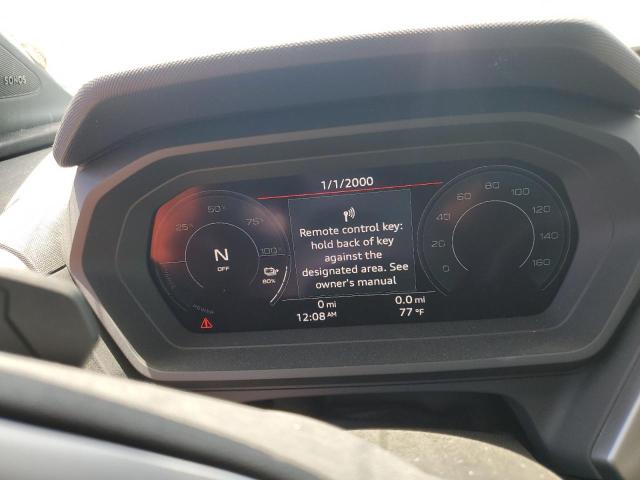 SONOS
1/1/2000
Remote control key:
hold back of key
against the
designated area. See
owner's manual
25%
50%
75%
100%
N
OFF
80%
POWER
0 mi
0.0 mi
12:08 AM
77 °F
0
20
40
60
80
100
120
140
160